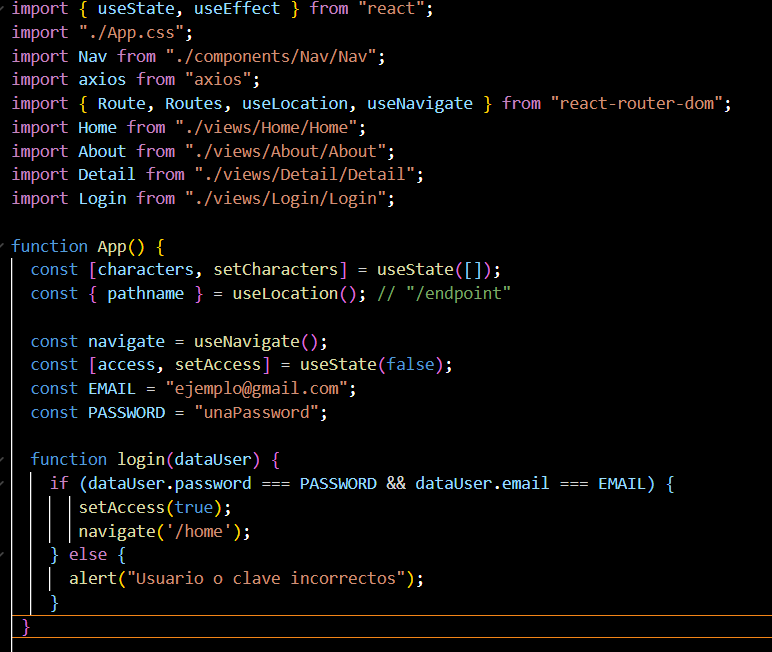 import { useState, useEffect } from "react";
import "./App.css";
import Nav from "./components/Nav/Nav";
import axios from "axios";
import { Route, Routes, useLocation, useNavigate } from "react-router-dom";
import Home from "./views/Home/Home";
import About from "./views/About/About";
import Detail from "./views/Detail/Detail";
import Login from "./views/Login/Login";

function App() {
  const [characters, setCharacters] = useState([]);
  const { pathname } = useLocation(); // "/endpoint"

  const navigate = useNavigate();
  const [access, setAccess] = useState(false);
  const EMAIL = "ejemplo@gmail.com";
  const PASSWORD = "unaPassword";

  function login(dataUser) {
    if (dataUser.password === PASSWORD && dataUser.email === EMAIL) {
       setAccess(true);
       navigate('/home');
    } else {
      alert("Usuario o clave incorrectos");
    }
 }